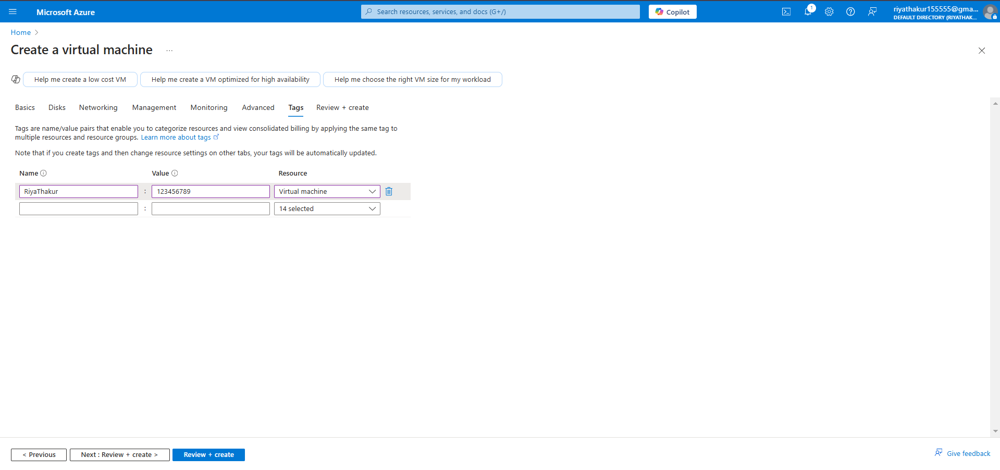 Microsoft Azure
Search resources, services, and docs (G+/)
Copilot
1
riyathakur155555@gma...
DEFAULT DIRECTORY (RIYATHAK...
Home
Create a virtual machine
...
Help me create a low cost VM
Help me create a VM optimized for high availability
Help me choose the right VM size for my workload
Basics
Disks
Networking
Management
Monitoring
Advanced
Tags
Review + create
Tags are name/value pairs that enable you to categorize resources and view consolidated billing by applying the same tag to
multiple resources and resource groups. Learn more about tags
Note that if you create tags and then change resource settings on other tabs, your tags will be automatically updated.
Name
Value
Resource
RiyaThakur
:
123456789
Virtual machine
:
14 selected
< Previous
Next : Review + create >
Review + create
Give feedback